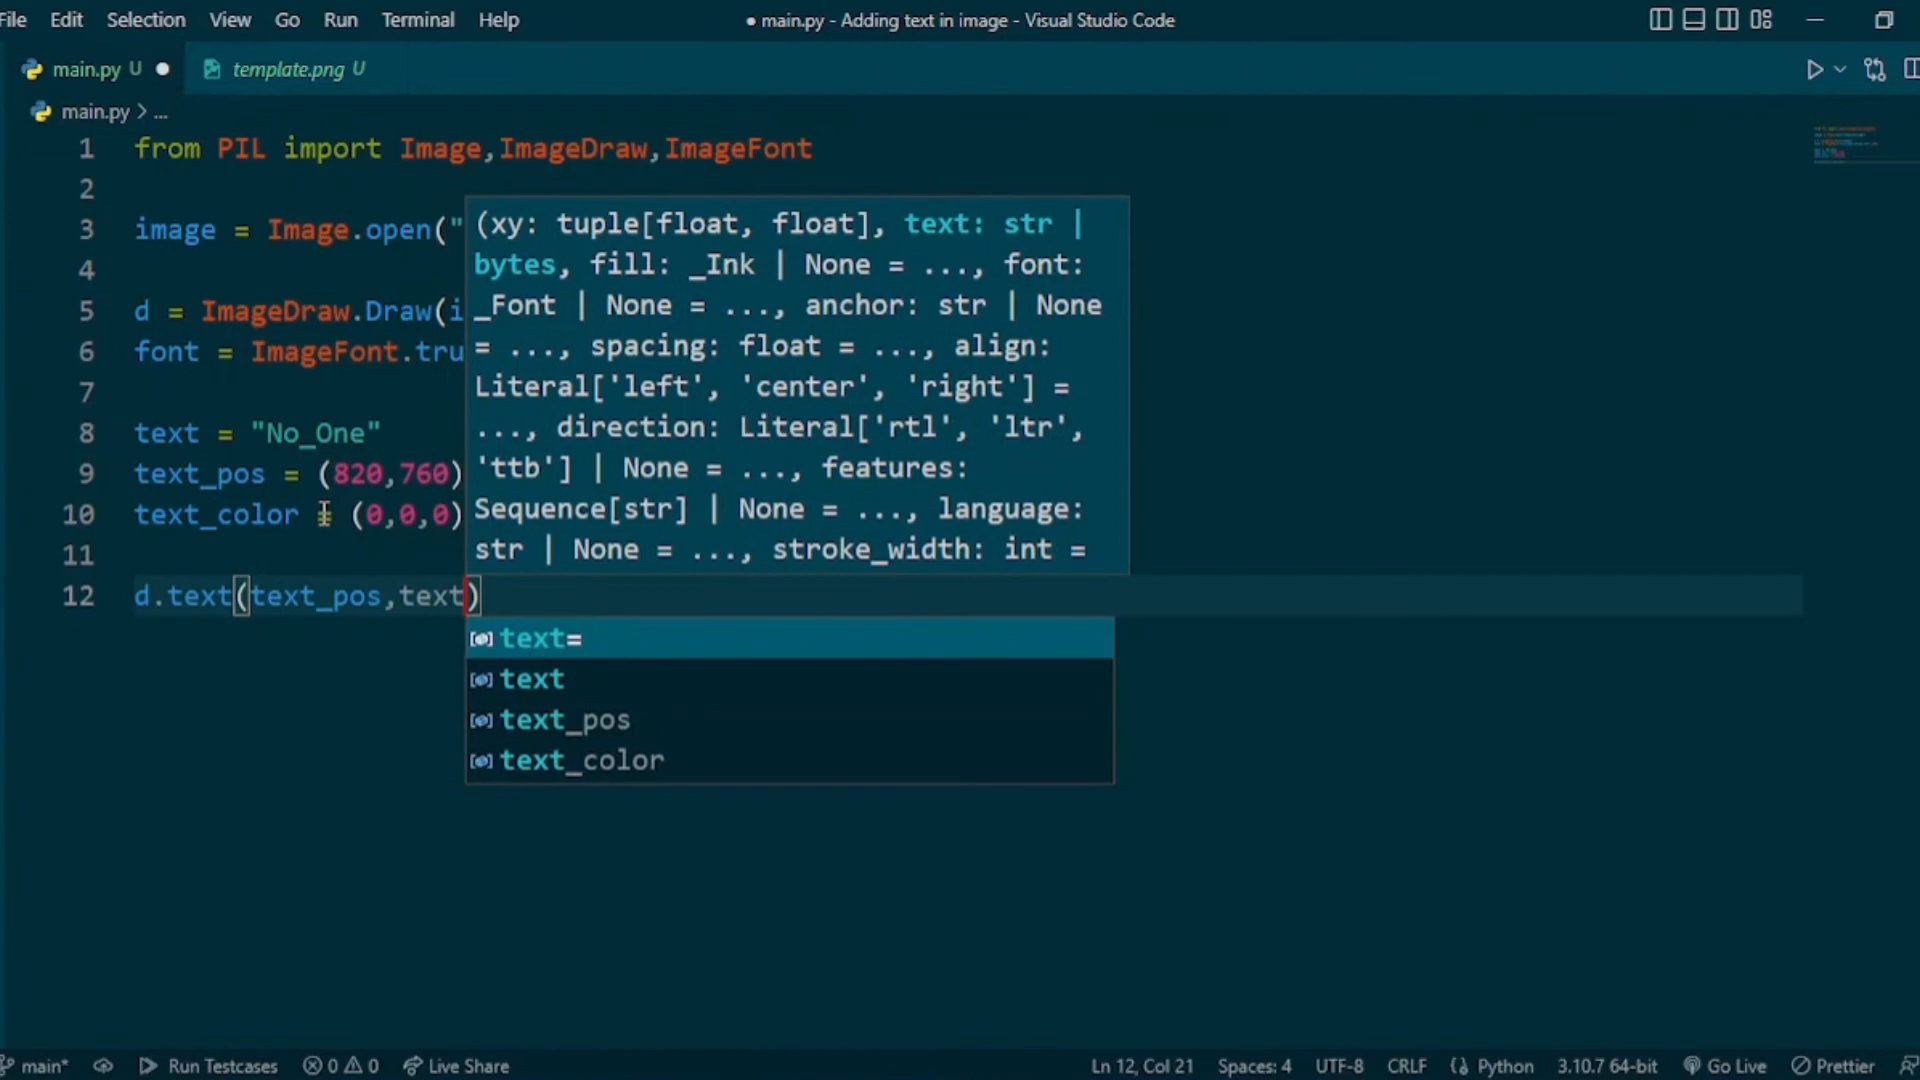 File Edit Selection View Go Run Terminal Help
● main.py - Adding text in image - Visual Studio Code
main.py U ●
template.png U
main.py > ...
1 from PIL import Image,ImageDraw,ImageFont
2
3 image = Image.open("
4
5 d = ImageDraw.Draw(i
6 font = ImageFont.tru
7
8 text = "No_One"
9 text_pos = (820,760)
10 text_color = (0,0,0)
11
12 d.text(text_pos,text)
(xy: tuple[float, float], text: str |
bytes, fill: _Ink | None = ..., font:
_Font | None = ..., anchor: str | None
= ..., spacing: float = ..., align:
Literal['left', 'center', 'right'] =
..., direction: Literal['rtl', 'ltr',
'ttb'] | None = ..., features:
Sequence[str] | None = ..., language:
str | None = ..., stroke_width: int =
text=
text
text_pos
text_color
main* Run Testcases 0 0 Live Share Ln 12, Col 21 Spaces: 4 UTF-8 CRLF Python 3.10.7 64-bit Go Live Prettier